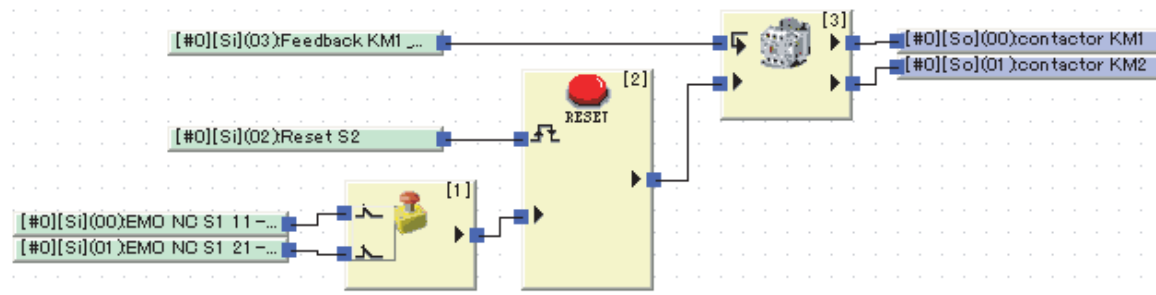 [3]
[#0][Si](03):Feedback KM1_...
[#0][So](00):contactor KM1
[#0][So](01):contactor KM2
[2]
RESET
[#0][Si](02):Reset S2
[1]
[#0][Si](00):EMO NC S1 11-...
[#0][Si](01):EMO NC S1 21-...